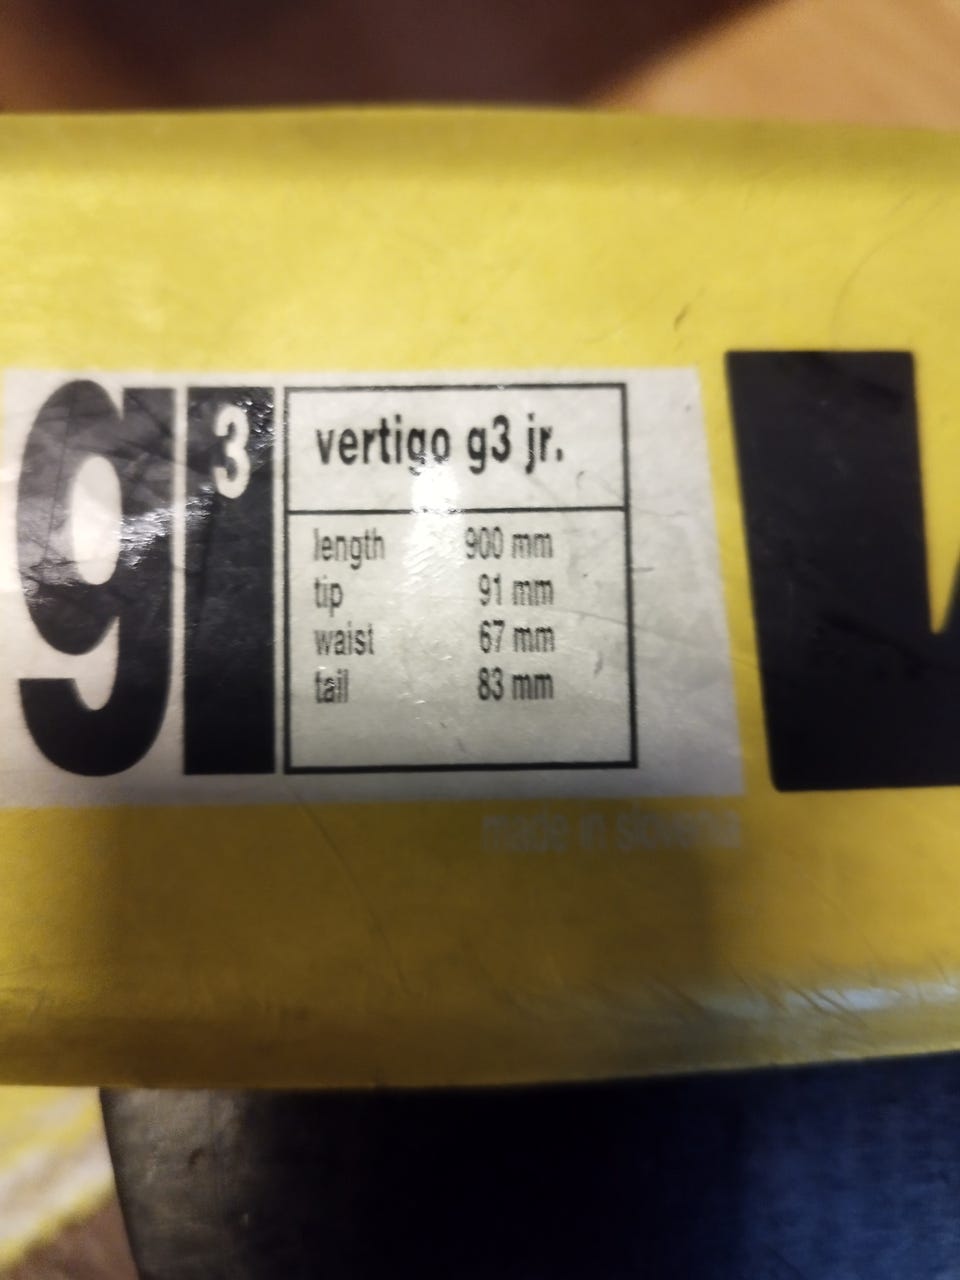 g 3
vertigo g3 jr.
length 900 mm
tip 91 mm
waist 67 mm
tail 83 mm
made in slovenia